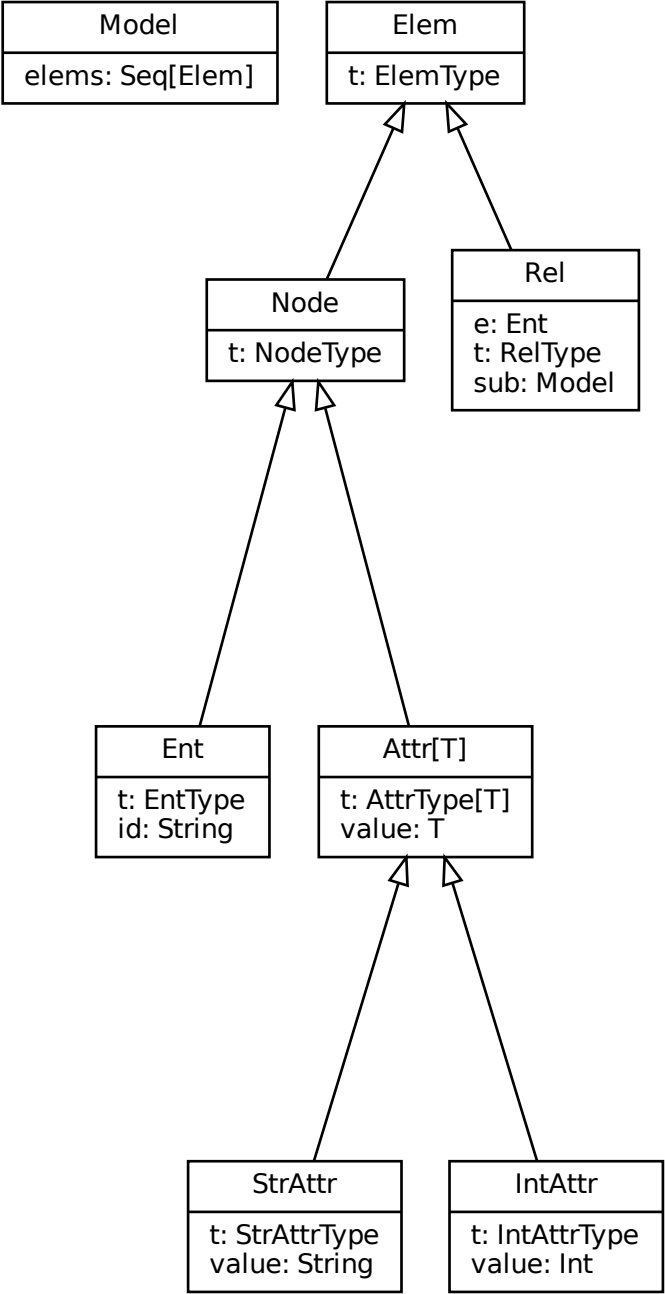 Model
elems: Seq[Elem]
Elem
t: ElemType
Node
t: NodeType
Rel
e: Ent
t: RelType
sub: Model
Ent
t: EntType
id: String
Attr[T]
t: AttrType[T]
value: T
StrAttr
t: StrAttrType
value: String
IntAttr
t: IntAttrType
value: Int